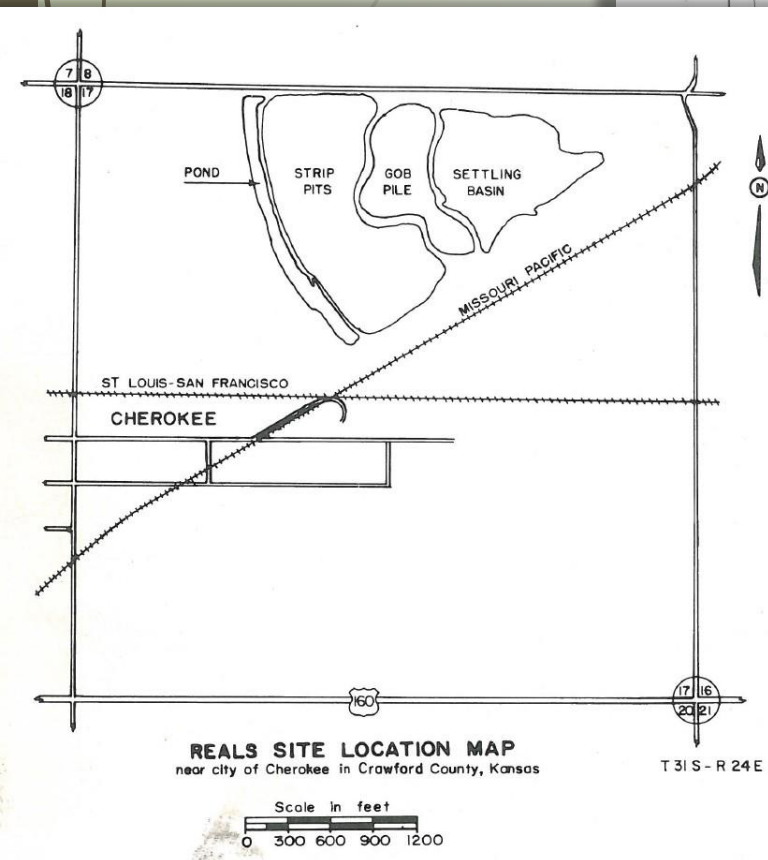 7 8
18 17
POND
STRIP
PITS
GOB
PILE
SETTLING
BASIN
N
MISSOURI PACIFIC
ST LOUIS-SAN FRANCISCO
CHEROKEE
160
17 16
20 21
REALS SITE LOCATION MAP
near city of Cherokee in Crawford County, Kansas
T 31 S - R 24 E
Scale in feet
0 300 600 900 1200